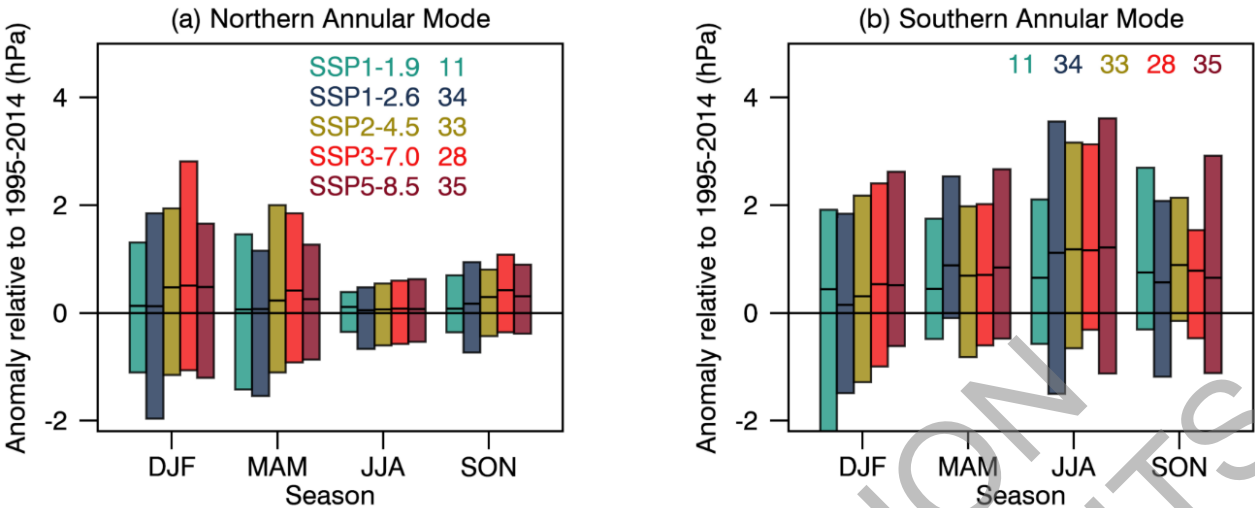 (a) Northern Annular Mode
Anomaly relative to 1995-2014 (hPa)
4
2
0
-2
SSP1-1.9 11
SSP1-2.6 34
SSP2-4.5 33
SSP3-7.0 28
SSP5-8.5 35
DJF MAM JJA SON
Season
(b) Southern Annular Mode
Anomaly relative to 1995-2014 (hPa)
4
2
0
-2
11 34 33 28 35
DJF MAM JJA SON
Season